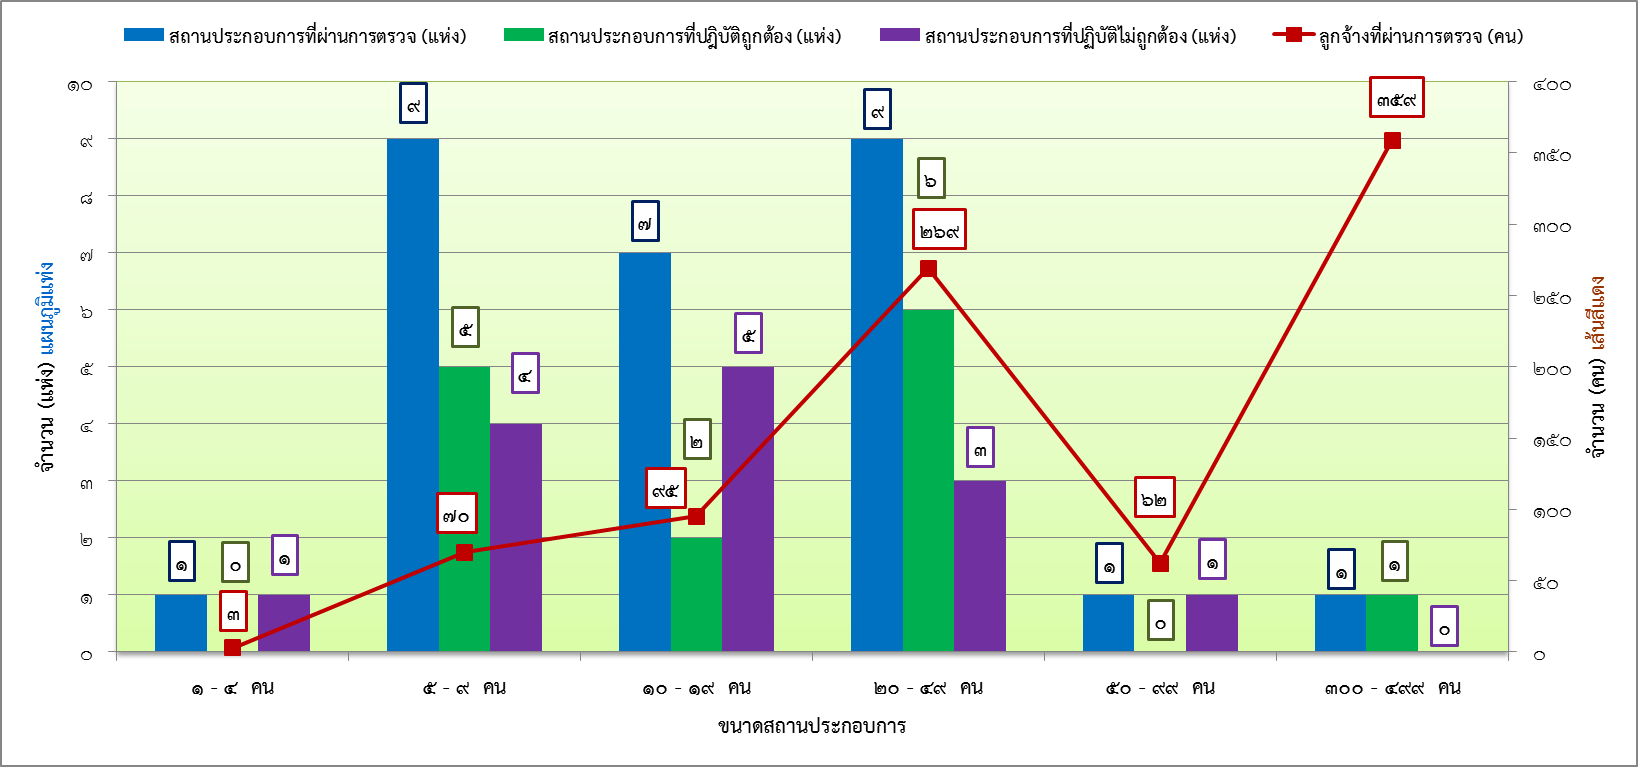 สถานประกอบการที่ผ่านการตรวจ (แห่ง) สถานประกอบการที่ปฎิบัติถูกต้อง (แห่ง) สถานประกอบการที่ปฏิบัติไม่ถูกต้อง (แห่ง) ลูกจ้างที่ผ่านการตรวจ (คน)
จำนวน (แห่ง) แผนภูมิแท่ง
๑๐
๙
๘
๗
๖
๕
๔
๓
๒
๑
๐
๑ ๐ ๑
๓
๙ ๕ ๔
๗๐
๗ ๒ ๕
๙๕
๙ ๖ ๓
๒๖๙
๑ ๐ ๑
๖๒
๑ ๑ ๐
๓๕๙
๔๐๐
๓๕๐
๓๐๐
๒๕๐
๒๐๐
๑๕๐
๑๐๐
๕๐
๐
จำนวน (คน) เส้นสีแดง
๑ - ๔ คน ๕ - ๙ คน ๑๐ - ๑๙ คน ๒๐ - ๔๙ คน ๕๐ - ๙๙ คน ๓๐๐ - ๔๙๙ คน
ขนาดสถานประกอบการ